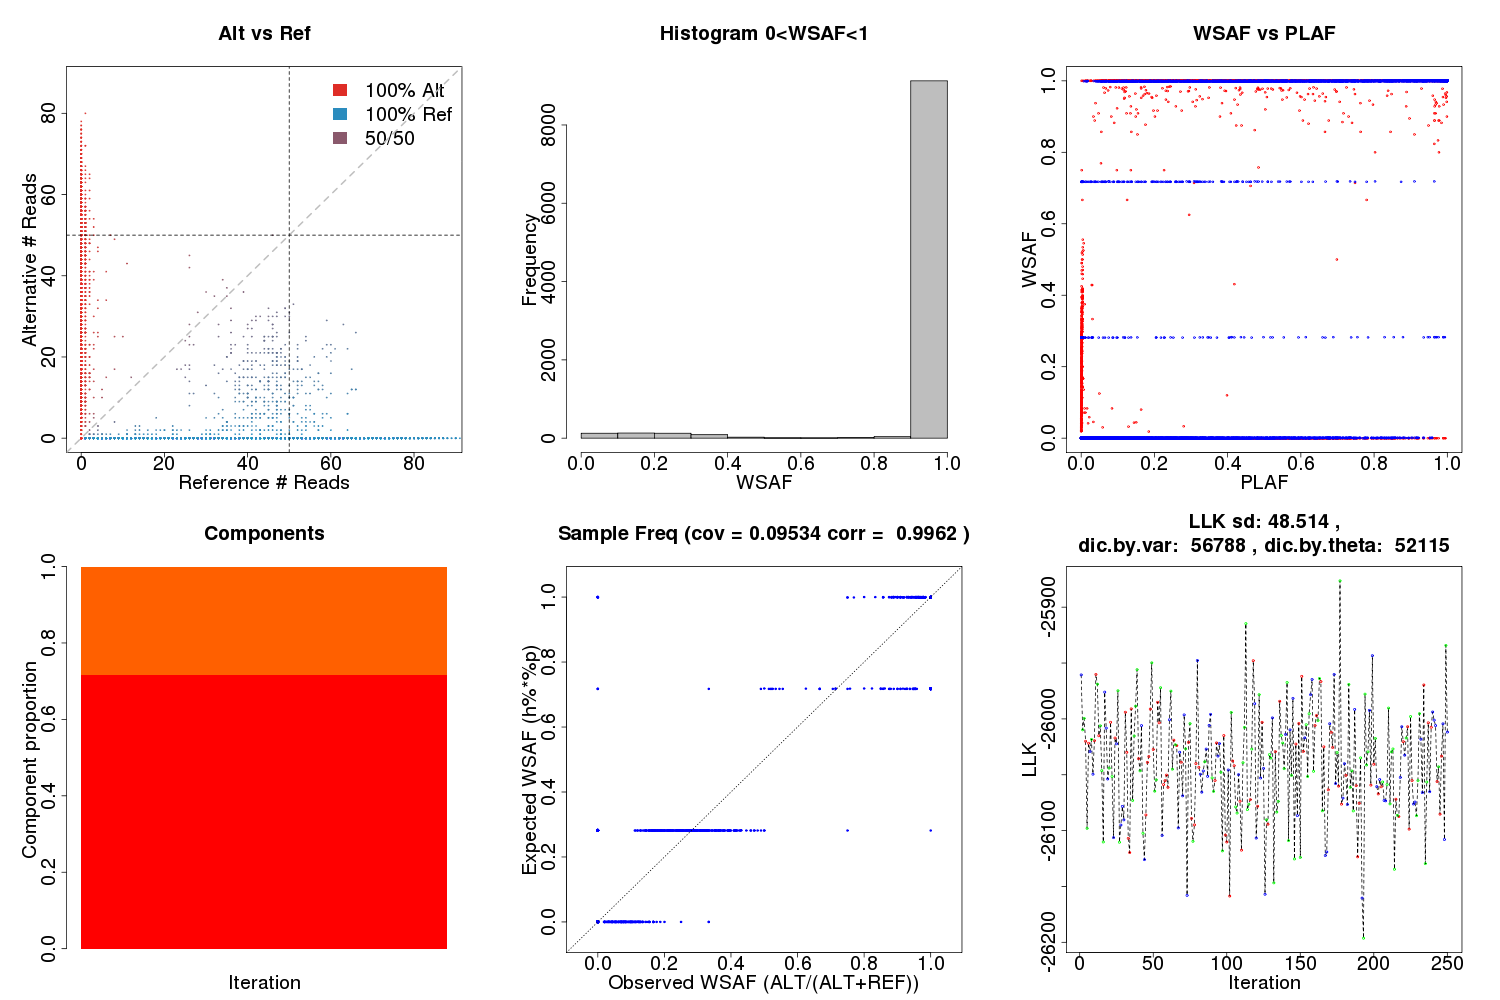 Alt vs Ref
100% Alt
100% Ref
50/50
Alternative # Reads
0 20 40 60 80
0 20 40 60 80
Reference # Reads
Histogram 0<WSAF<1
Frequency
0 2000 4000 6000 8000
0.0 0.2 0.4 0.6 0.8 1.0
WSAF
WSAF vs PLAF
WSAF
0.0 0.2 0.4 0.6 0.8 1.0
0.0 0.2 0.4 0.6 0.8 1.0
PLAF
Components
Component proportion
0.0 0.2 0.4 0.6 0.8 1.0
Iteration
Sample Freq (cov = 0.09534 corr =  0.9962 )
Expected WSAF (h%*%p)
0.0 0.2 0.4 0.6 0.8 1.0
0.0 0.2 0.4 0.6 0.8 1.0
Observed WSAF (ALT/(ALT+REF))
LLK sd: 48.514 ,
dic.by.var:  56788 , dic.by.theta:  52115
LLK
-26200 -26100 -26000 -25900
0 50 100 150 200 250
Iteration